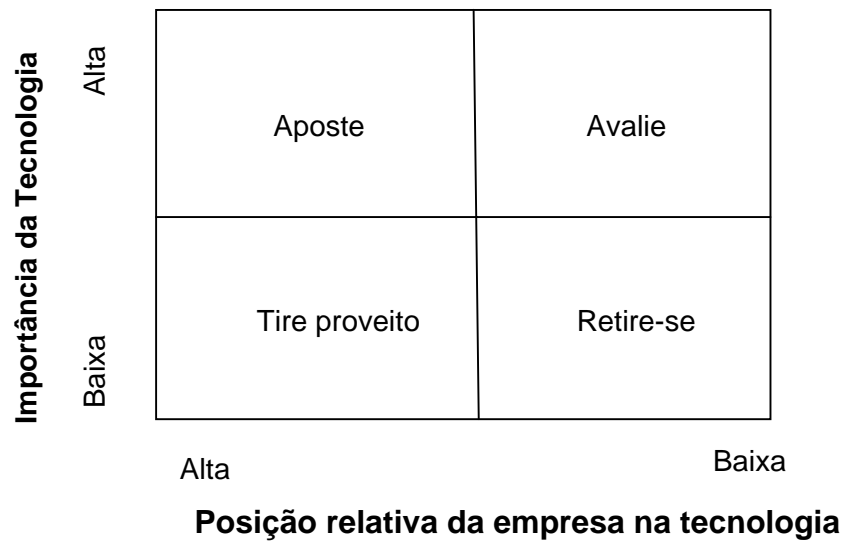 Importância da Tecnologia
Alta
Aposte
Avalie
Baixa
Tire proveito
Retire-se
Alta
Baixa
Posição relativa da empresa na tecnologia